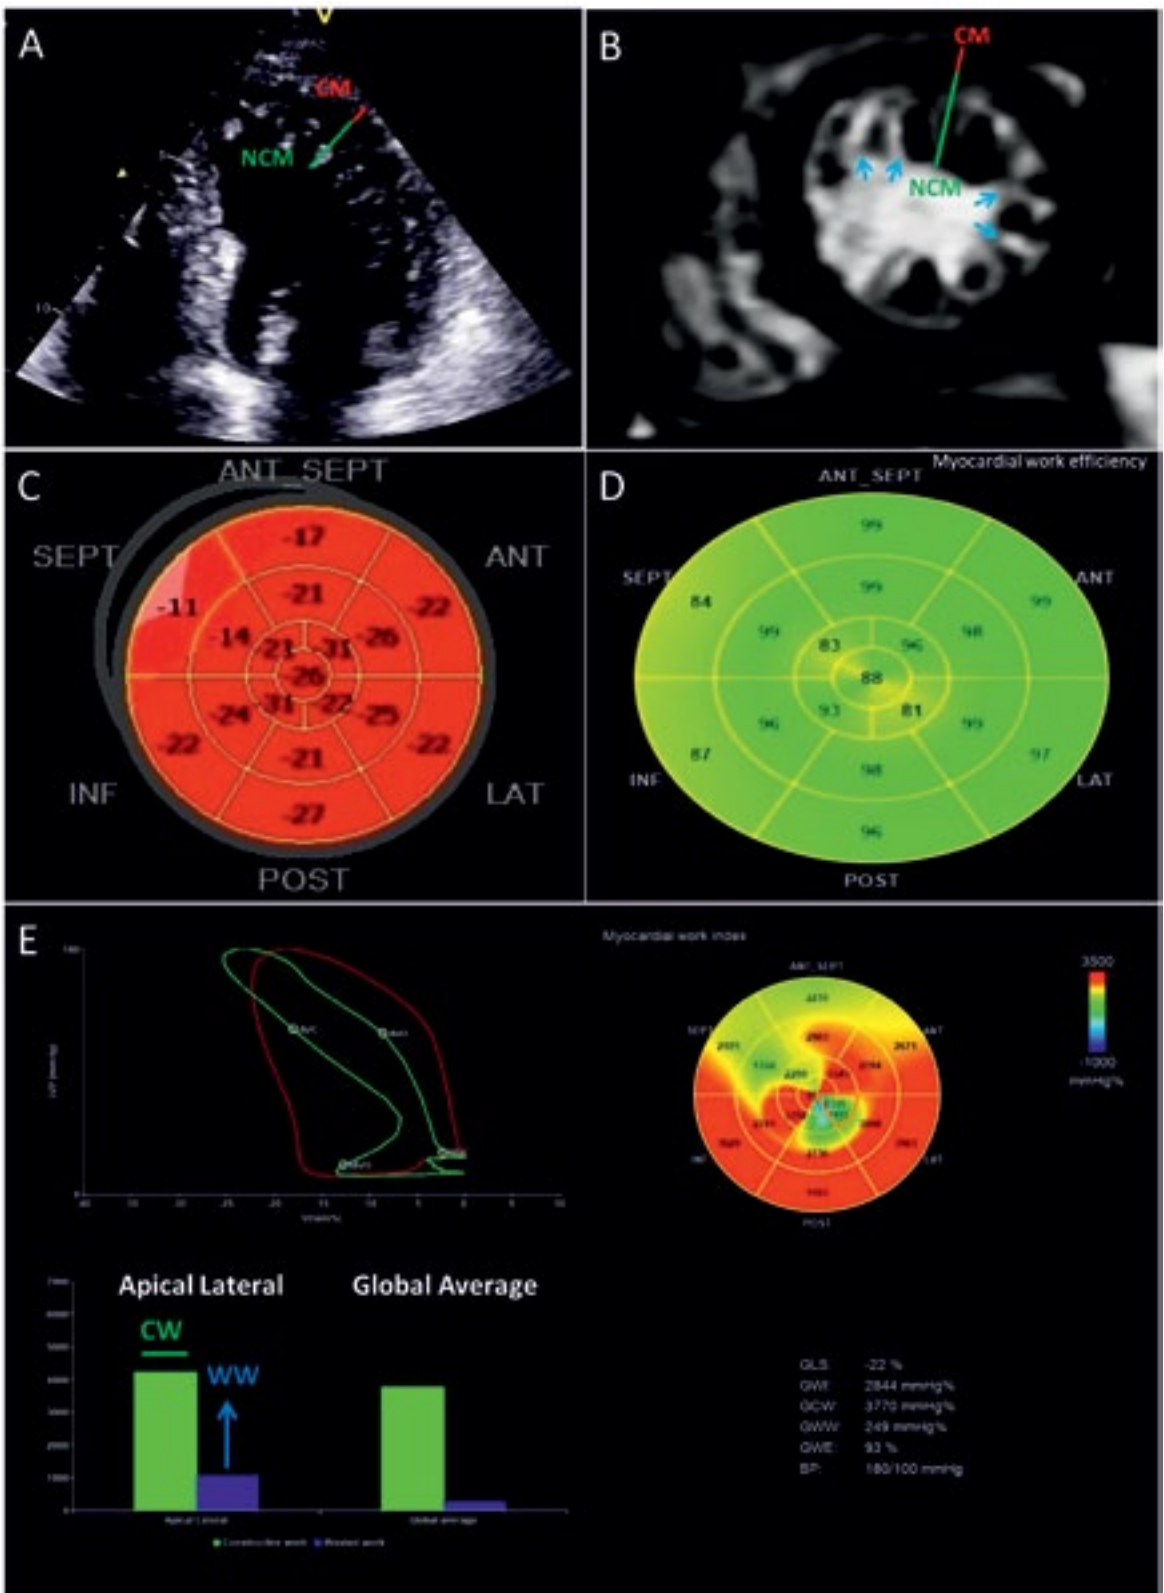 A
CM
NCM
10
B
CM
NCM
C
ANT_SEPT
SEPT
ANT
-17
-11
-21
-22
-14
-21
-31
-26
-26
-24
-31
-22
-25
-22
-21
-22
INF
LAT
-27
POST
D
Myocardial work efficiency
ANT_SEPT
99
SEPT
ANT
84
99
99
99
83
96
98
88
96
93
81
99
87
98
97
INF
LAT
96
POST
E
Myocardial work index
ANT_SEPT
SEPT
ANT
INF
LAT
POST
3500
-1000
mmHg%
Apical Lateral
Global Average
CW
WW
Apical Lateral
Global average
Constructive work
Wasted work
GLS: -22 %
GWI: 2844 mmHg%
GCW: 3770 mmHg%
GWW: 249 mmHg%
GWE: 93 %
BP: 180/100 mmHg